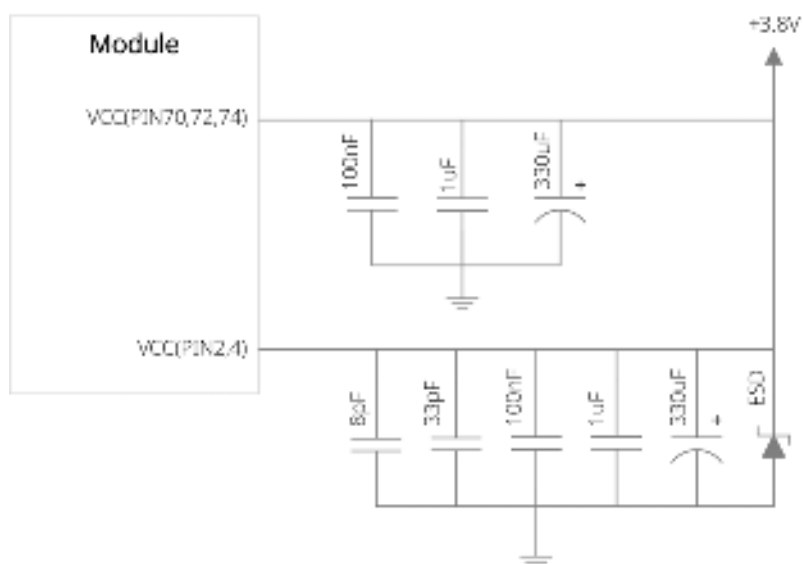 +3.8V
Module
VCC(PIN70,72,74)
100nF
1uF
330uF
+
VCC(PIN2,4)
8pF
33pF
100nF
1uF
330uF
+
ESD